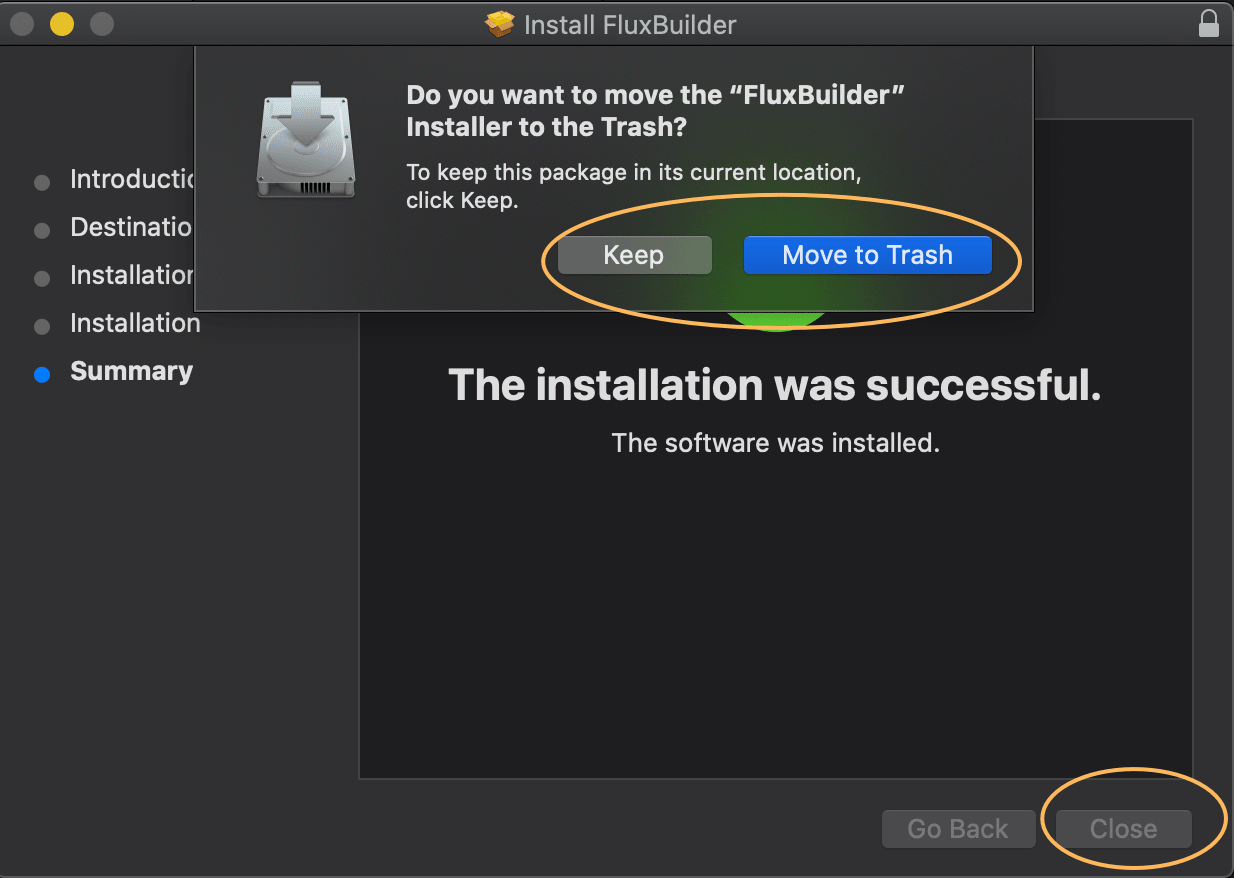 Install FluxBuilder
Do you want to move the “FluxBuilder”
Installer to the Trash?
To keep this package in its current location,
click Keep.
Keep
Move to Trash
Introductic
Destinatio
Installation
Installation
Summary
The installation was successful.
The software was installed.
Go Back
Close